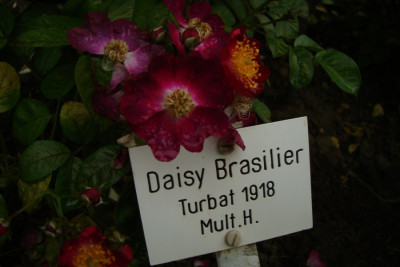 Daisy Brasilier
Turbat 1918
Mult.H.